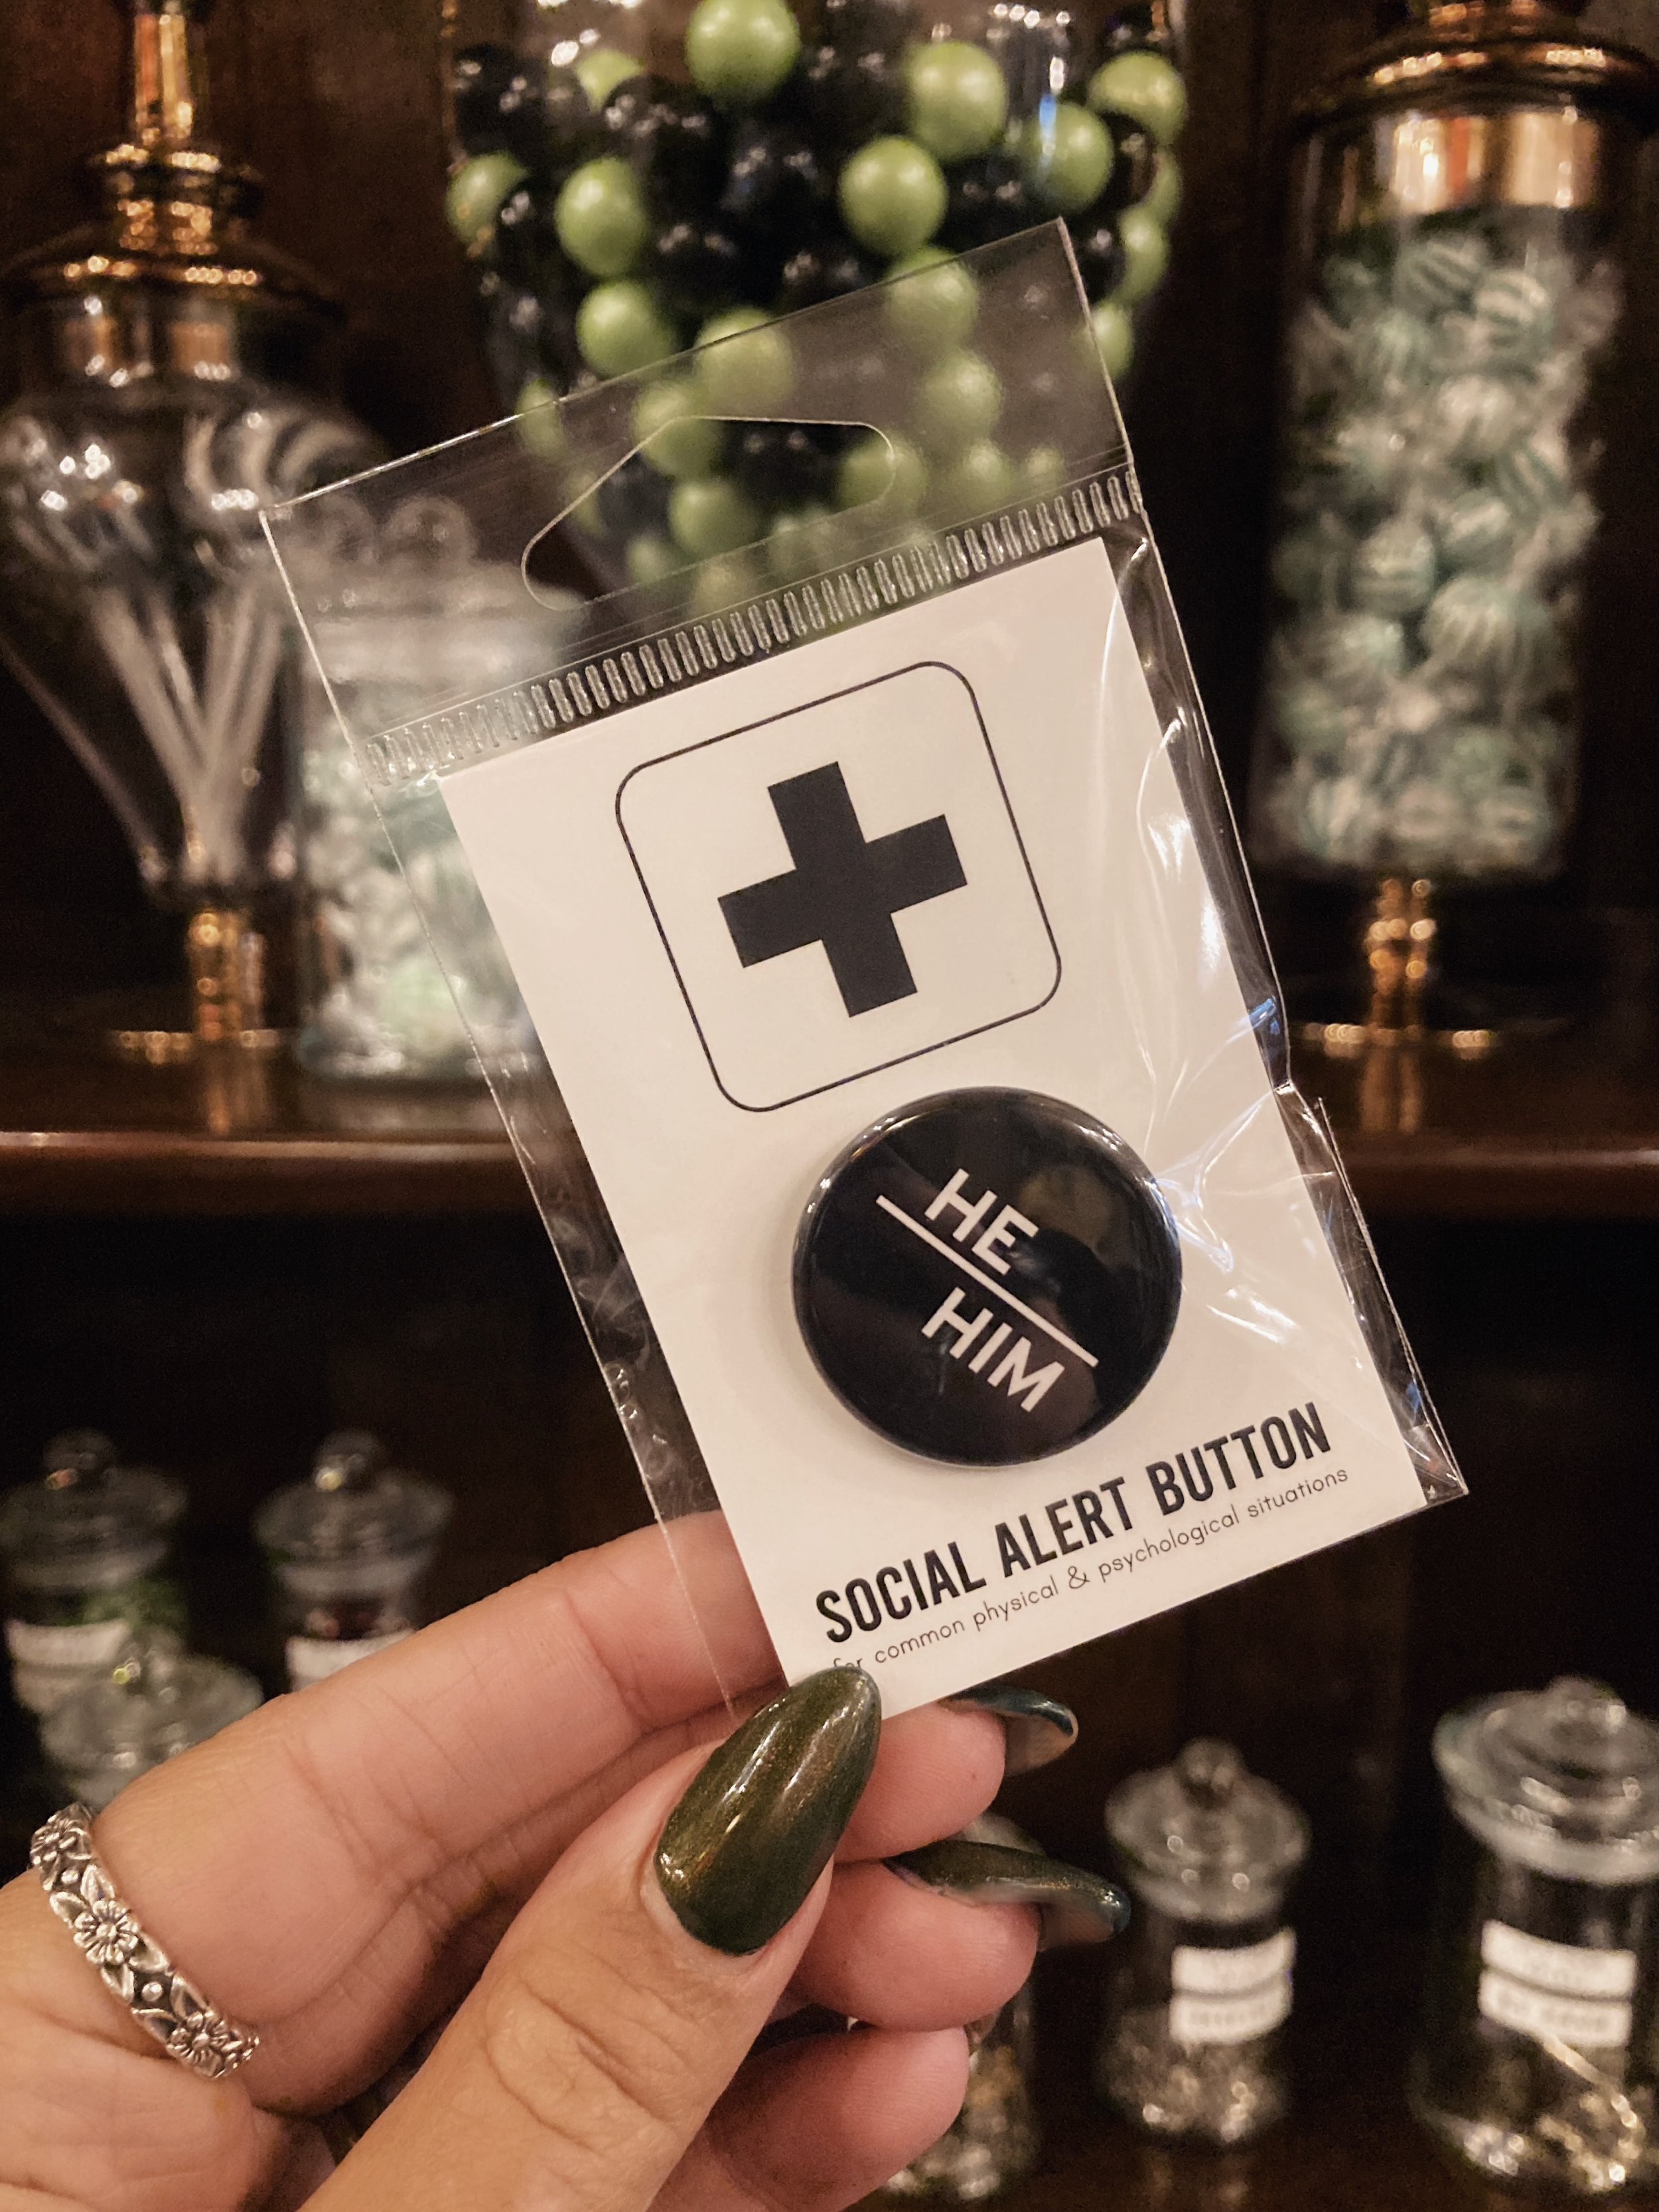 HE
HIM
SOCIAL ALERT BUTTON
for common physical & psychological situations